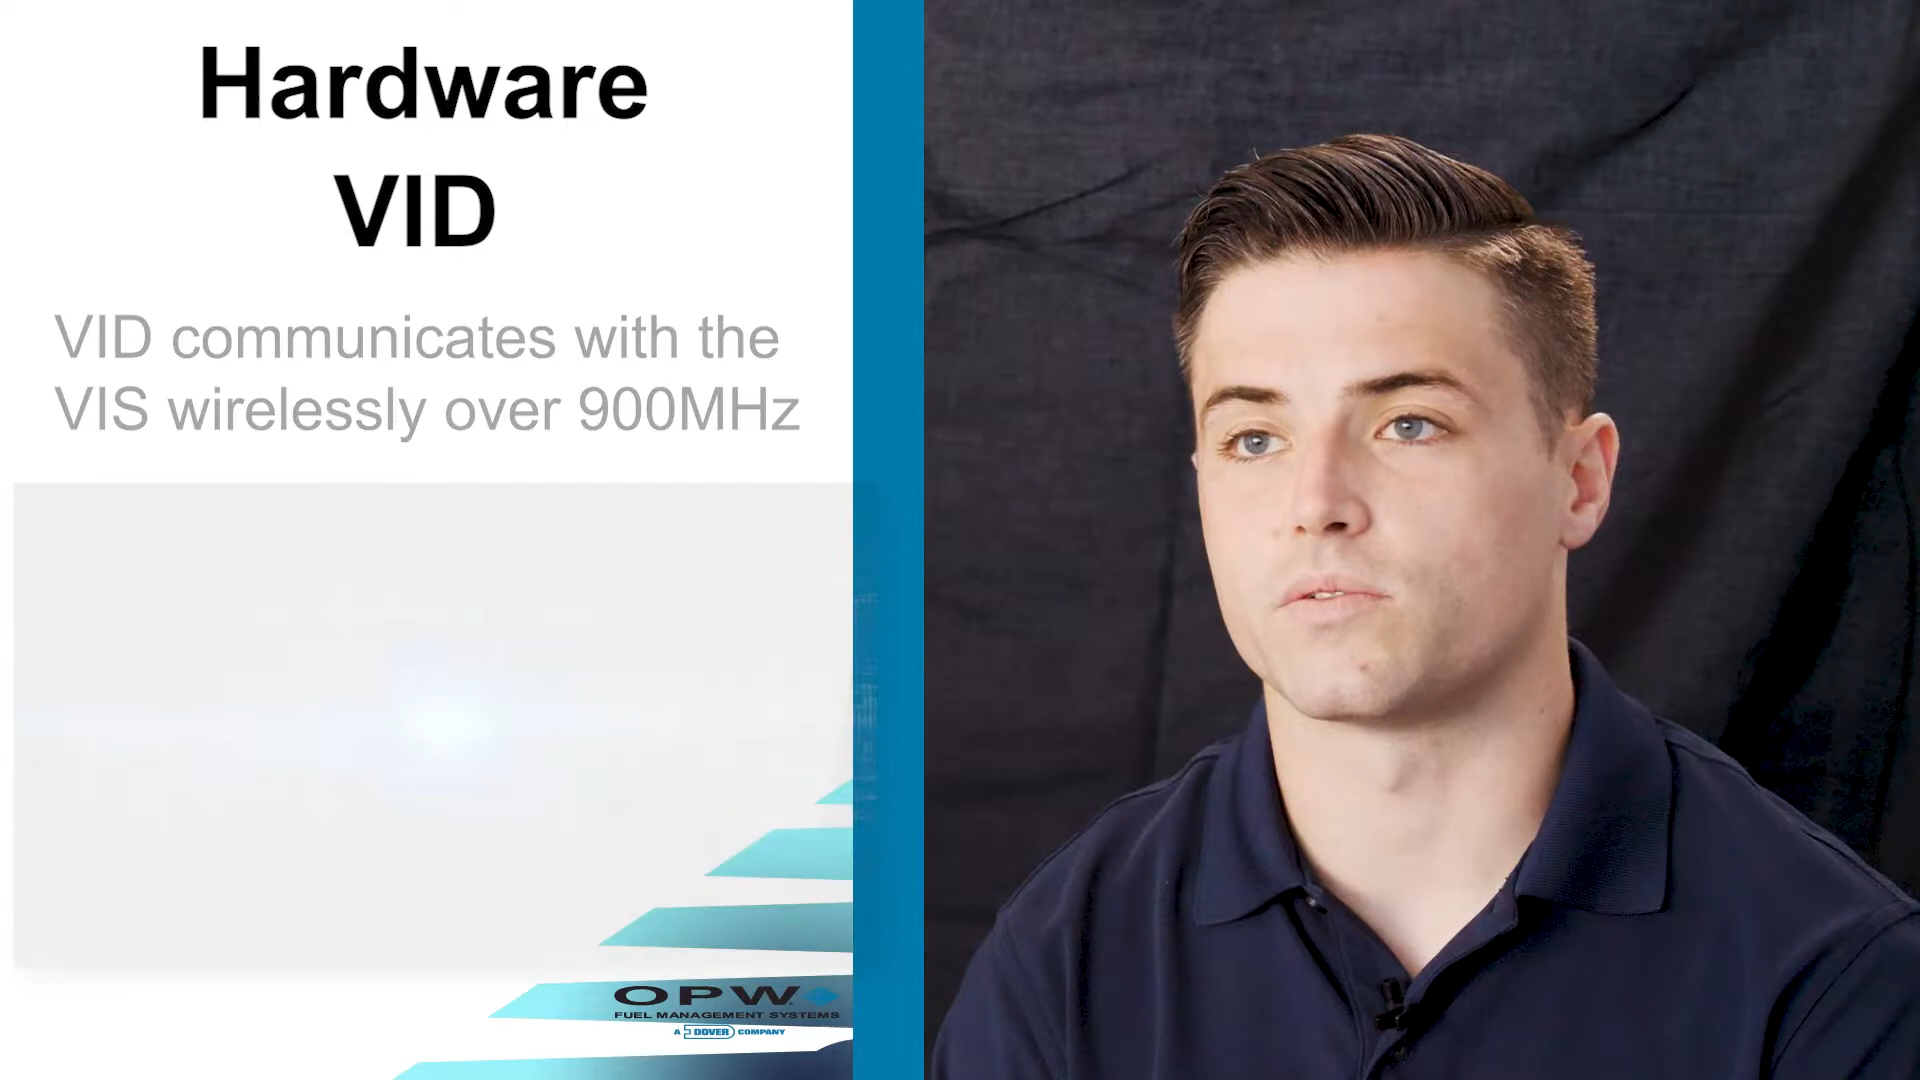 Hardware
VID
VID communicates with the
VIS wirelessly over 900MHz
OPW
FUEL MANAGEMENT SYSTEMS
A DOVER COMPANY